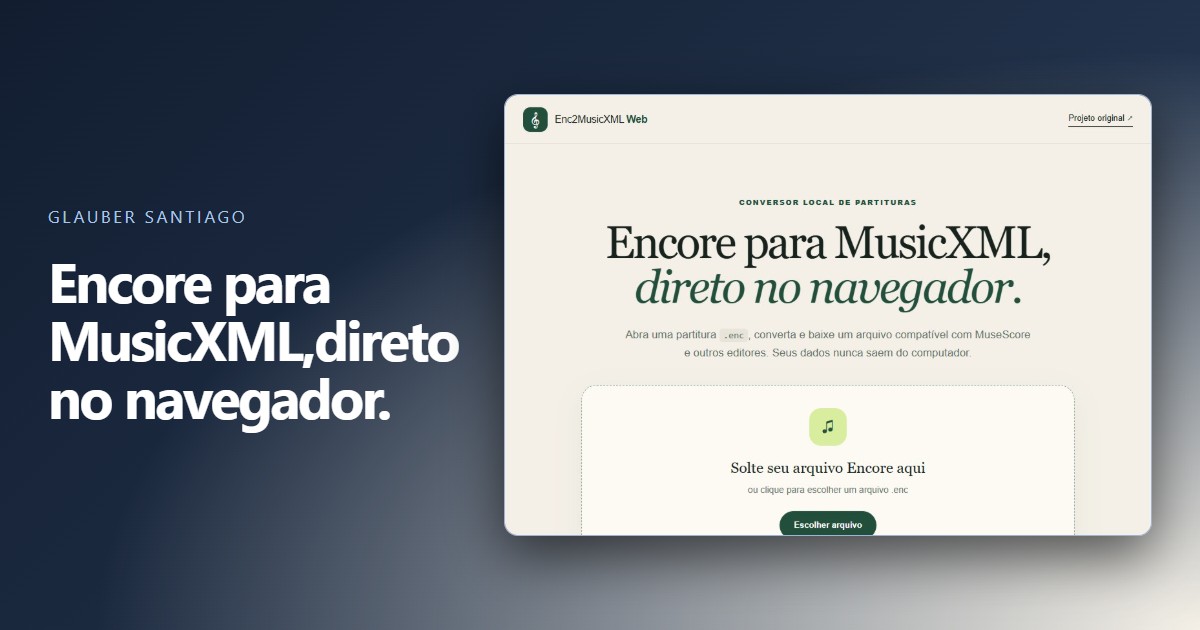 GLAUBER SANTIAGO
Encore para
MusicXML,direto
no navegador.
Enc2MusicXML Web
Projeto original ↗
CONVERSOR LOCAL DE PARTITURAS
Encore para MusicXML,
direto no navegador.
Abra uma partitura .enc, converta e baixe um arquivo compatível com MuseScore
e outros editores. Seus dados nunca saem do computador.
Solte seu arquivo Encore aqui
ou clique para escolher um arquivo .enc
Escolher arquivo